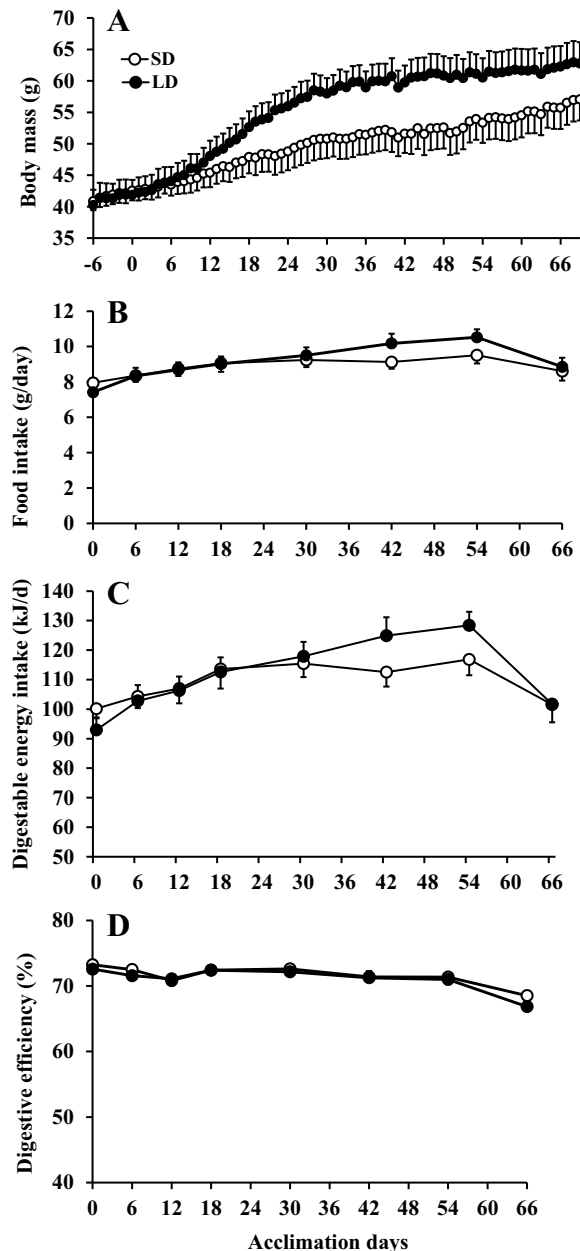 A
SD
LD
Body mass (g)
70
65
60
55
50
45
40
35
-6 0 6 12 18 24 30 36 42 48 54 60 66
B
Food intake (g/day)
12
10
8
6
4
2
0
0 6 12 18 24 30 36 42 48 54 60 66
C
Digestable energy intake (kJ/d)
140
130
120
110
100
90
80
70
60
50
0 6 12 18 24 30 36 42 48 54 60 66
D
Digestive efficiency (%)
80
70
60
50
40
0 6 12 18 24 30 36 42 48 54 60 66
Acclimation days